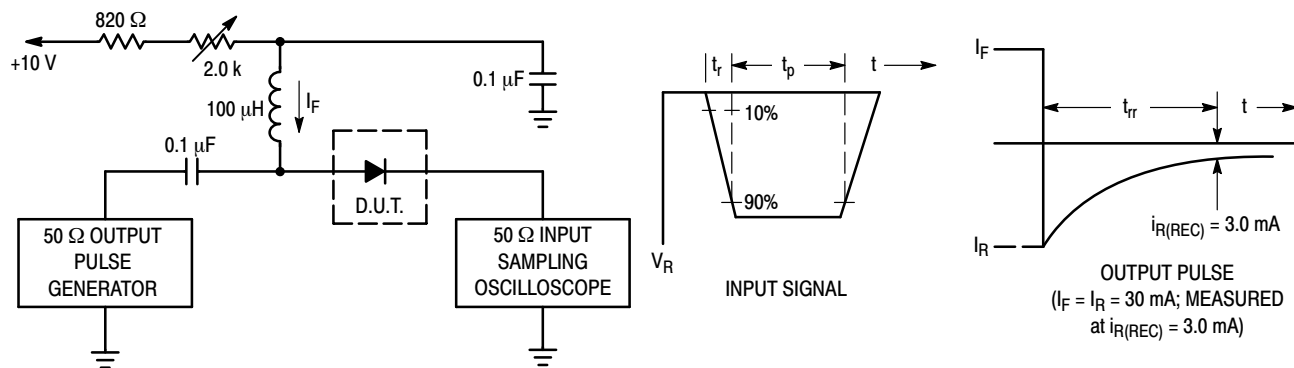 820 Ω
+10 V
2.0 k
100 μH
I_F
0.1 μF
0.1 μF
D.U.T.
50 Ω OUTPUT
PULSE
GENERATOR
50 Ω INPUT
SAMPLING
OSCILLOSCOPE
t_r
t_p
t
10%
90%
V_R
INPUT SIGNAL
I_F
t_rr
t
I_R
i_R(REC) = 3.0 mA
OUTPUT PULSE
(I_F = I_R = 30 mA; MEASURED
at i_R(REC) = 3.0 mA)